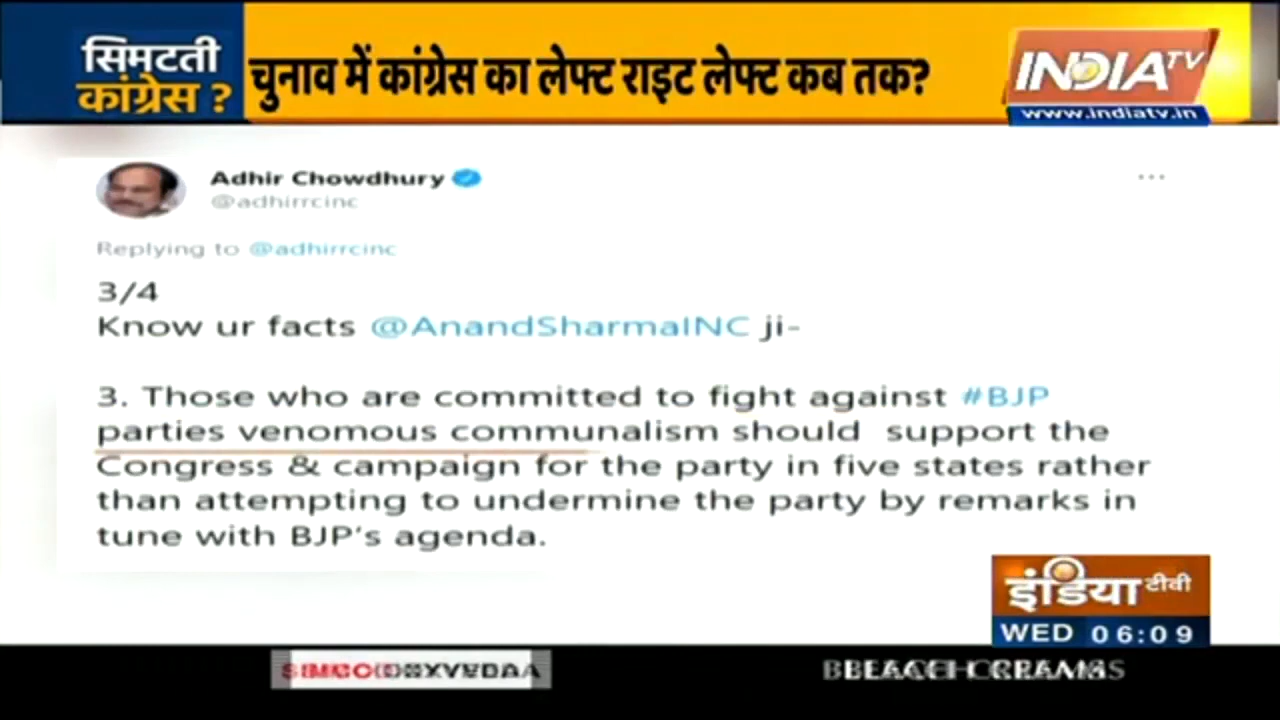 सिमटती
कांग्रेस ?
चुनाव में कांग्रेस का लेफ्ट राइट लेफ्ट कब तक?
INDIA TV
www.indiatv.in
Adhir Chowdhury
@adhirrcinc
Replying to @adhirrcinc
3/4
Know ur facts @AnandSharmaINC ji-
3. Those who are committed to fight against #BJP
parties venomous communalism should support the
Congress & campaign for the party in five states rather
than attempting to undermine the party by remarks in
tune with BJP's agenda.
इंडिया टीवी
WED 06:09